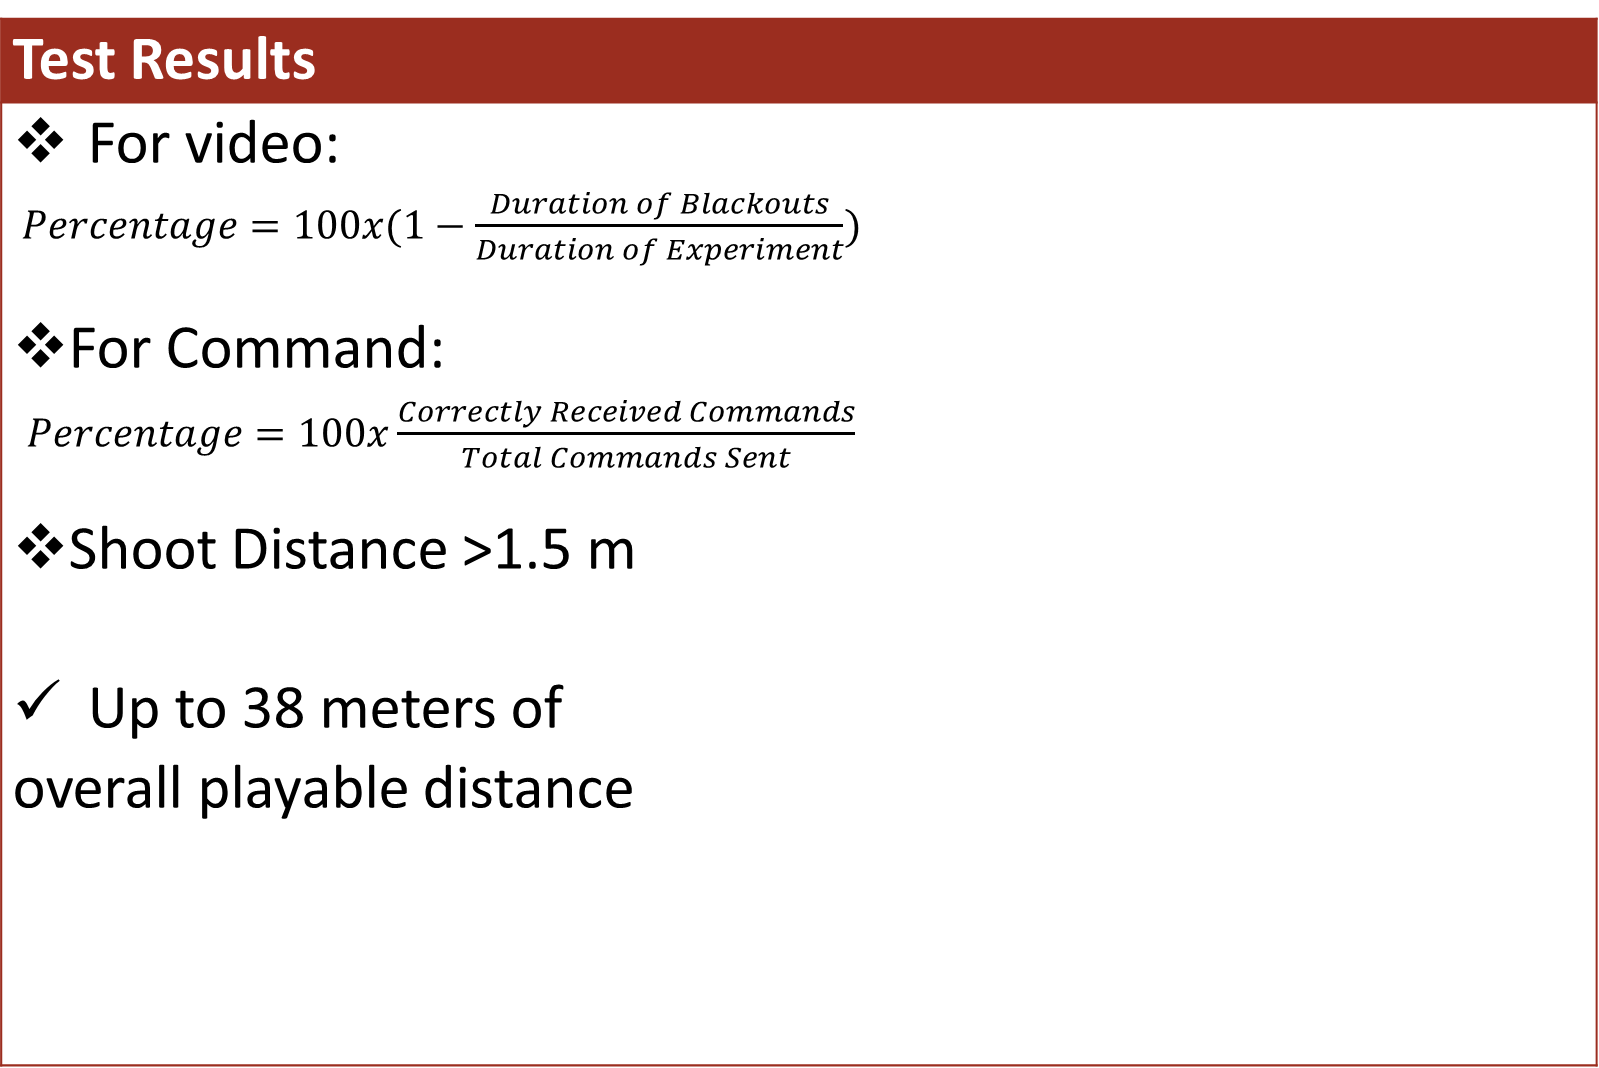 Test Results
❖ For video:
Percentage = 100x(1 − Duration of Blackouts / Duration of Experiment)
❖For Command:
Percentage = 100x Correctly Received Commands / Total Commands Sent
❖Shoot Distance >1.5 m
✓ Up to 38 meters of
overall playable distance